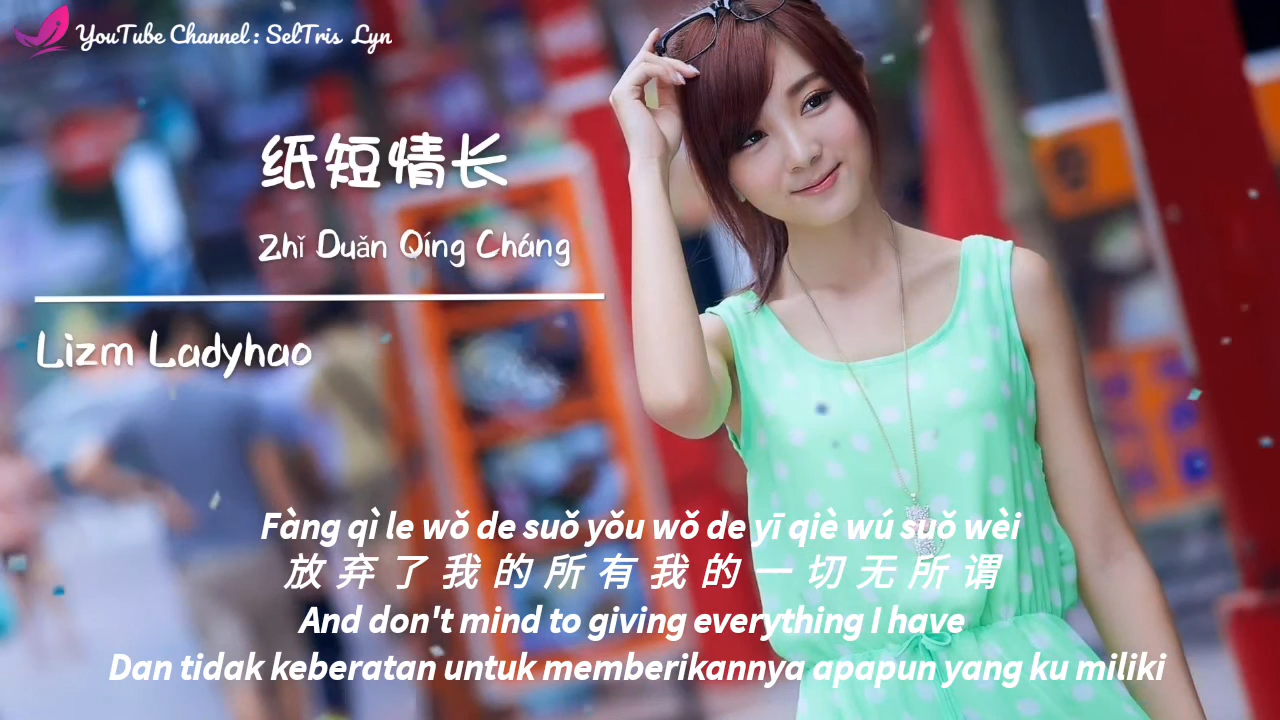 YouTube Channel : SelTris Lyn
纸短情长
Zhǐ Duǎn Qíng Cháng
Lizm Ladyhao
Fàng qì le wǒ de suǒ yǒu wǒ de yī qiè wú suǒ wèi
放弃了我的所有我的一切无所谓
And don't mind to giving everything I have
Dan tidak keberatan untuk memberikannya apapun yang ku miliki